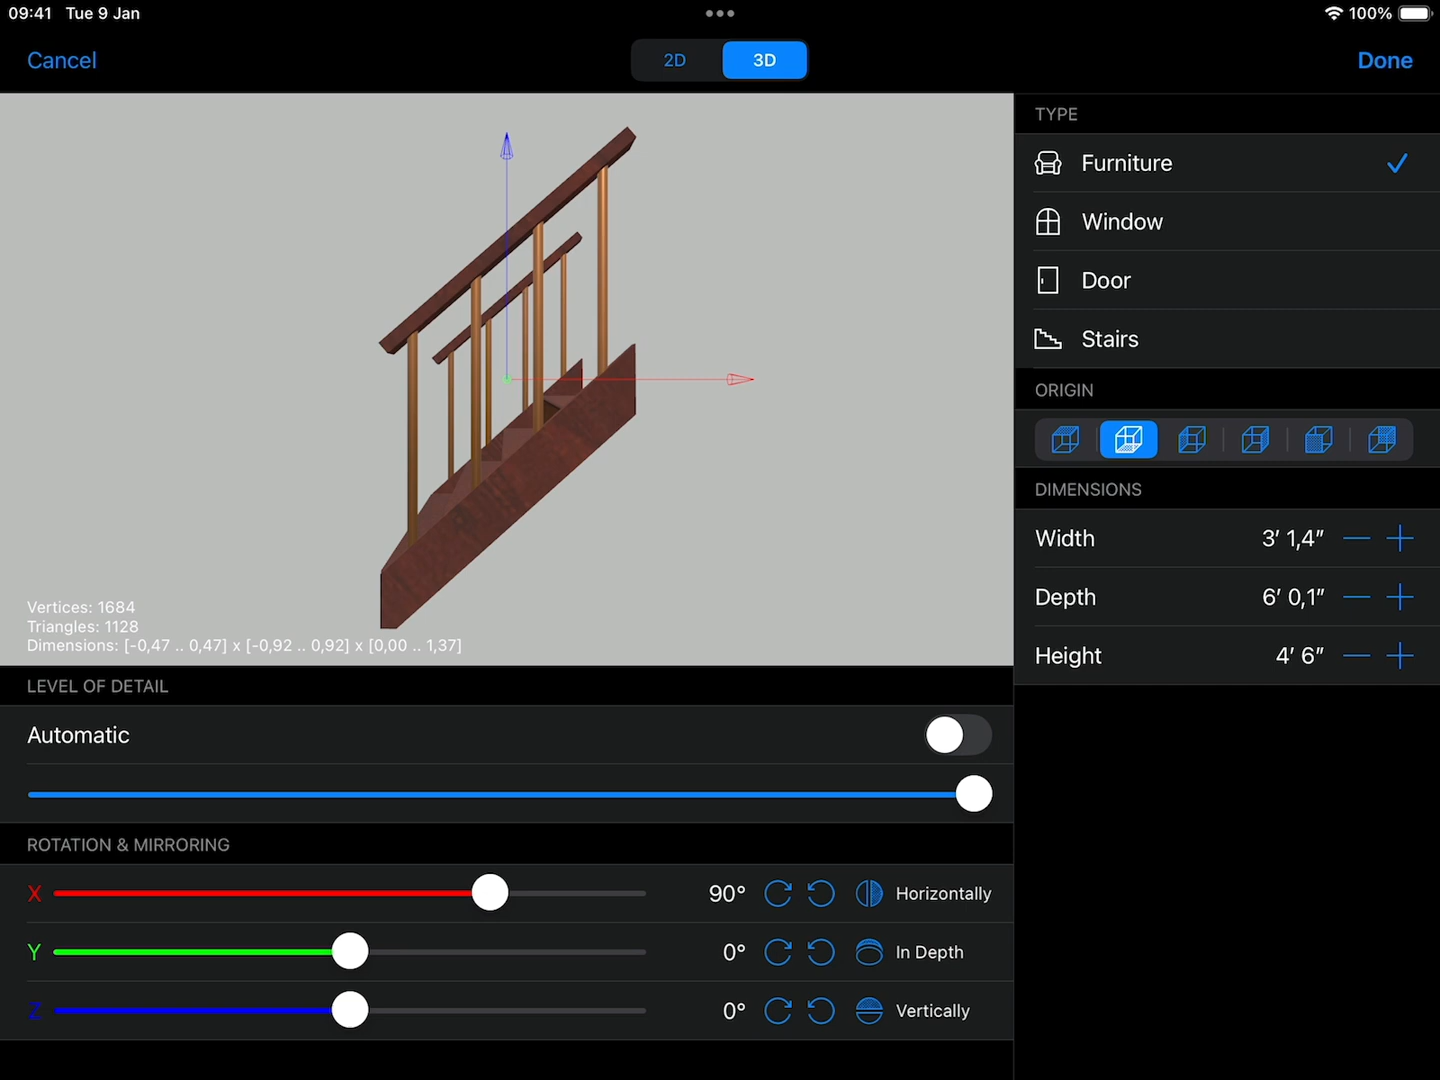 09:41 Tue 9 Jan
100%
Cancel
2D
3D
Done
TYPE
Furniture
Window
Door
Stairs
ORIGIN
DIMENSIONS
Width 3′ 1,4″
Depth 6′ 0,1″
Height 4′ 6″
Vertices: 1684
Triangles: 1128
Dimensions: [-0,47 .. 0,47] x [-0,92 .. 0,92] x [0,00 .. 1,37]
LEVEL OF DETAIL
Automatic
ROTATION & MIRRORING
X 90° Horizontally
Y 0° In Depth
Z 0° Vertically